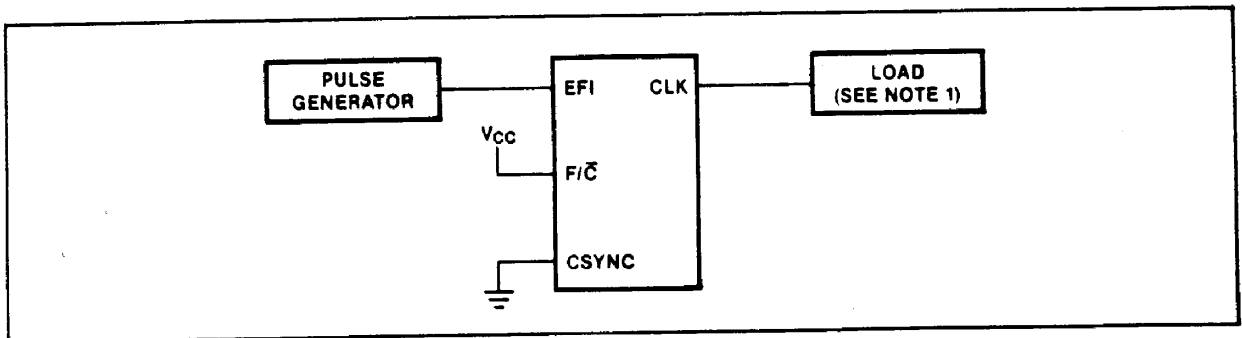 PULSE
GENERATOR
EFI
CLK
LOAD
(SEE NOTE 1)
VCC
F/C̅
CSYNC